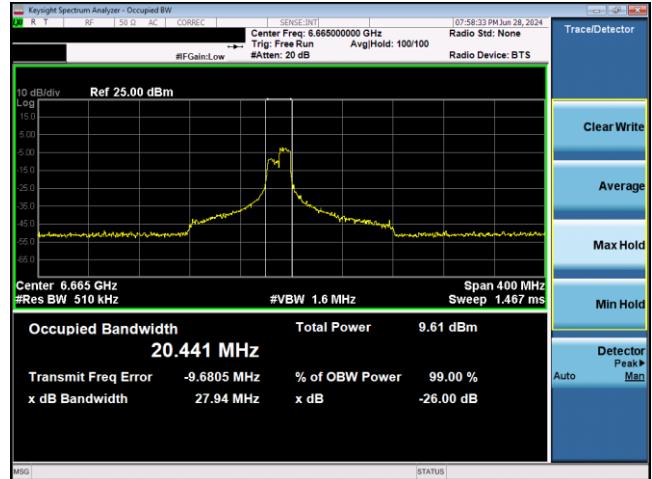 Keysight Spectrum Analyzer - Occupied BW
R T RF 50 Ω AC CORREC SENSE:INT 07:58:33 PM Jun 28, 2024
Center Freq: 6.665000000 GHz Radio Std: None
Trig: Free Run Avg|Hold: 100/100
#IFGain:Low #Atten: 20 dB Radio Device: BTS
Trace/Detector
10 dB/div Ref 25.00 dBm
Log
15.0
5.00
-5.00
-15.0
-25.0
-35.0
-45.0
-55.0
-65.0
Center 6.665 GHz Span 400 MHz
#Res BW 510 kHz #VBW 1.6 MHz Sweep 1.467 ms
Occupied Bandwidth Total Power 9.61 dBm
20.441 MHz
Transmit Freq Error -9.6805 MHz % of OBW Power 99.00 %
x dB Bandwidth 27.94 MHz x dB -26.00 dB
Clear Write
Average
Max Hold
Min Hold
Detector
Peak▶
Auto Man
MSG STATUS